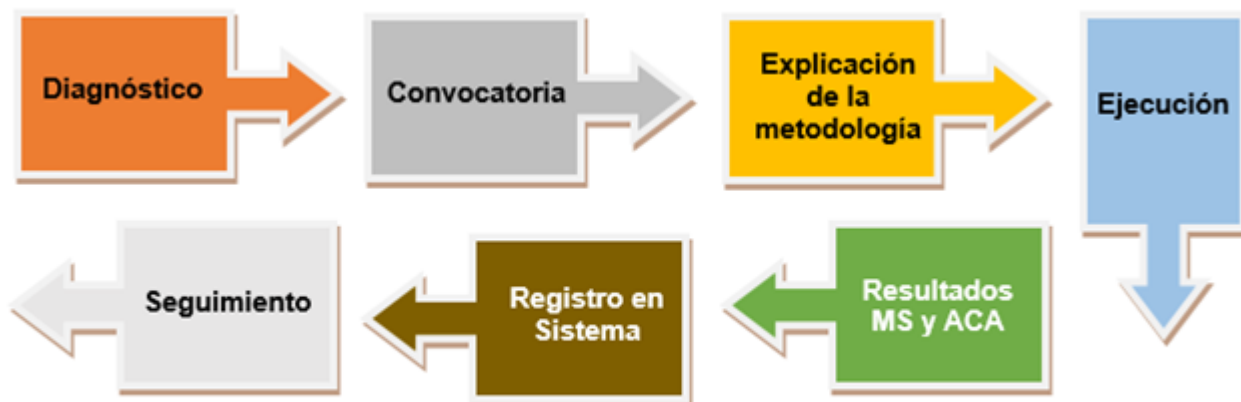 Diagnóstico
Convocatoria
Explicación
de la
metodología
Ejecución
Resultados
MS y ACA
Registro en
Sistema
Seguimiento